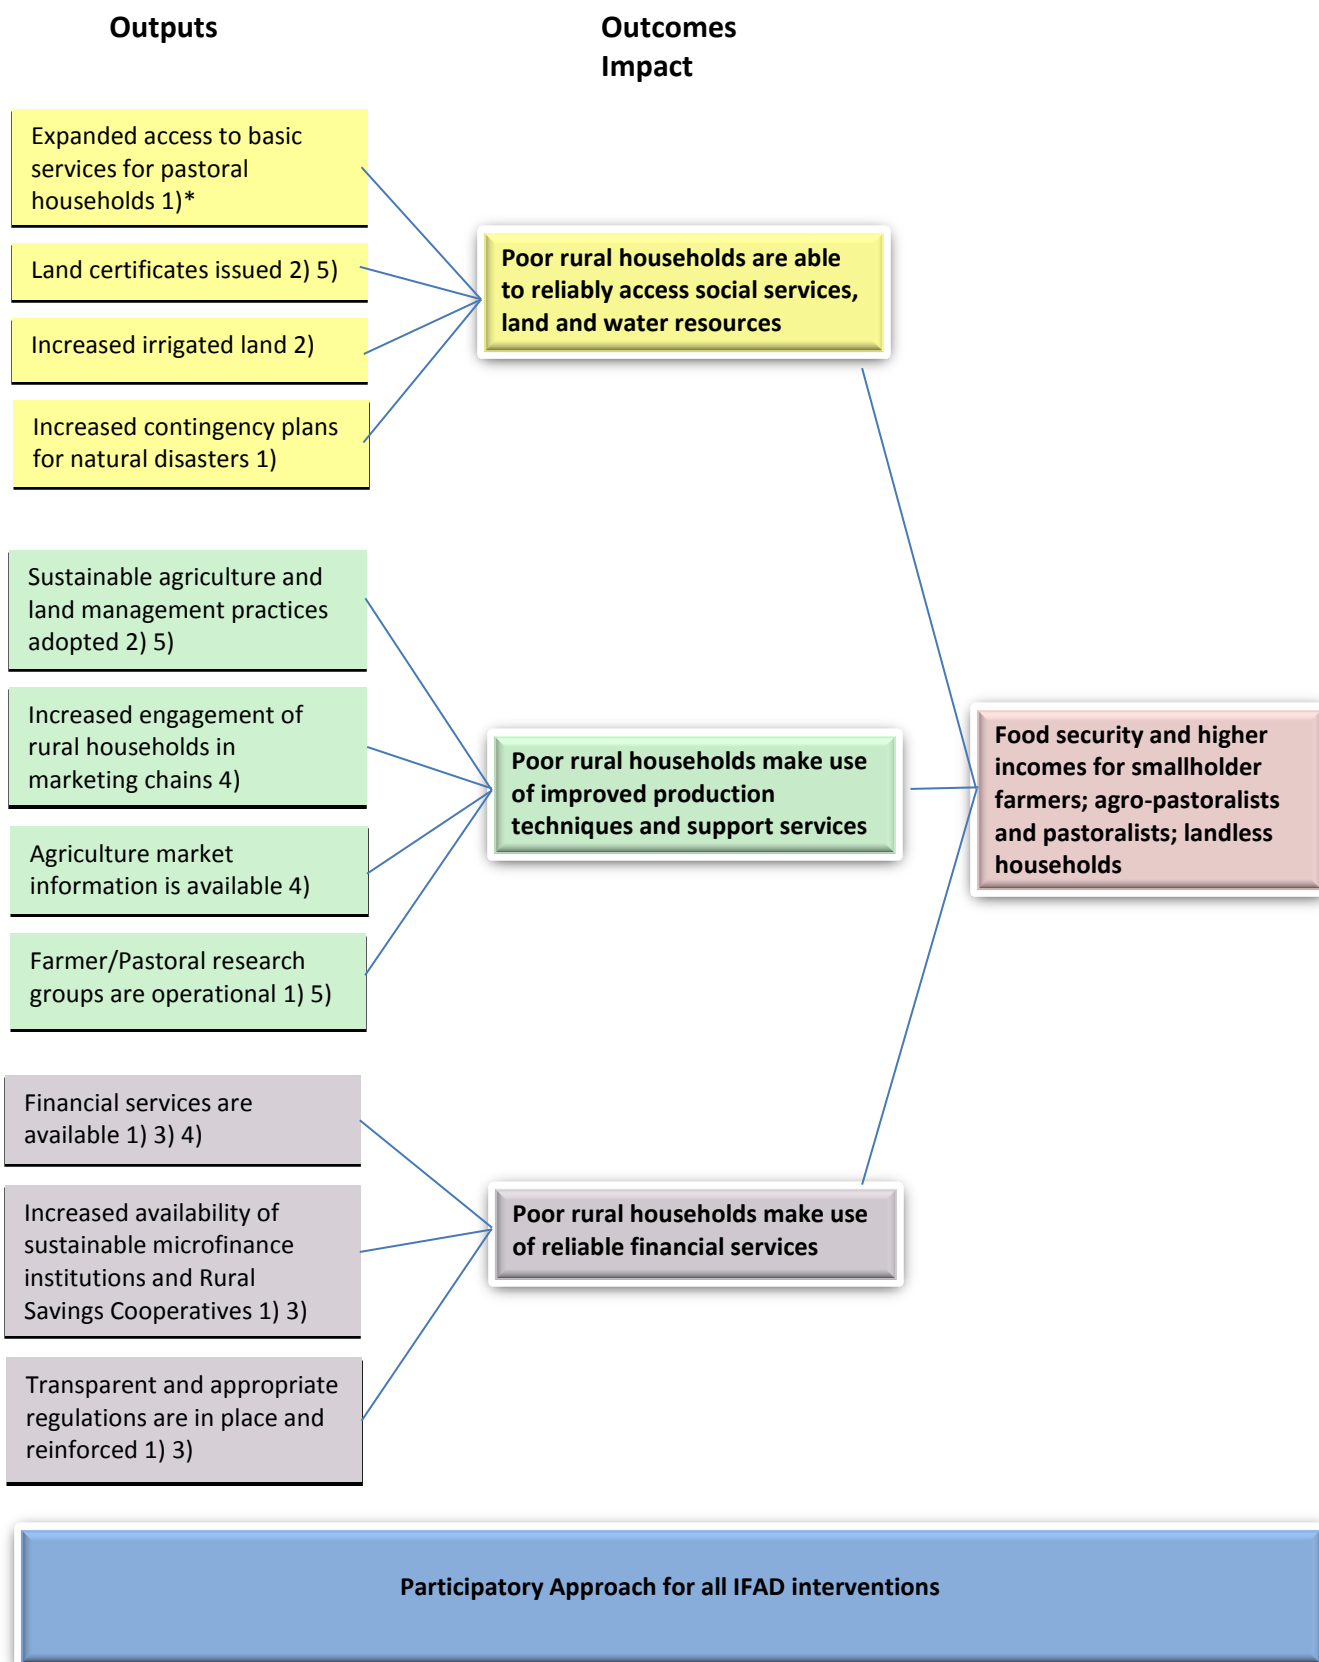 Outputs
Outcomes
Impact
Expanded access to basic
services for pastoral
households 1)*
Land certificates issued 2) 5)
Increased irrigated land 2)
Increased contingency plans
for natural disasters 1)
Poor rural households are able
to reliably access social services,
land and water resources
Sustainable agriculture and
land management practices
adopted 2) 5)
Increased engagement of
rural households in
marketing chains 4)
Agriculture market
information is available 4)
Farmer/Pastoral research
groups are operational 1) 5)
Poor rural households make use
of improved production
techniques and support services
Food security and higher
incomes for smallholder
farmers; agro-pastoralists
and pastoralists; landless
households
Financial services are
available 1) 3) 4)
Increased availability of
sustainable microfinance
institutions and Rural
Savings Cooperatives 1) 3)
Transparent and appropriate
regulations are in place and
reinforced 1) 3)
Poor rural households make use
of reliable financial services
Participatory Approach for all IFAD interventions